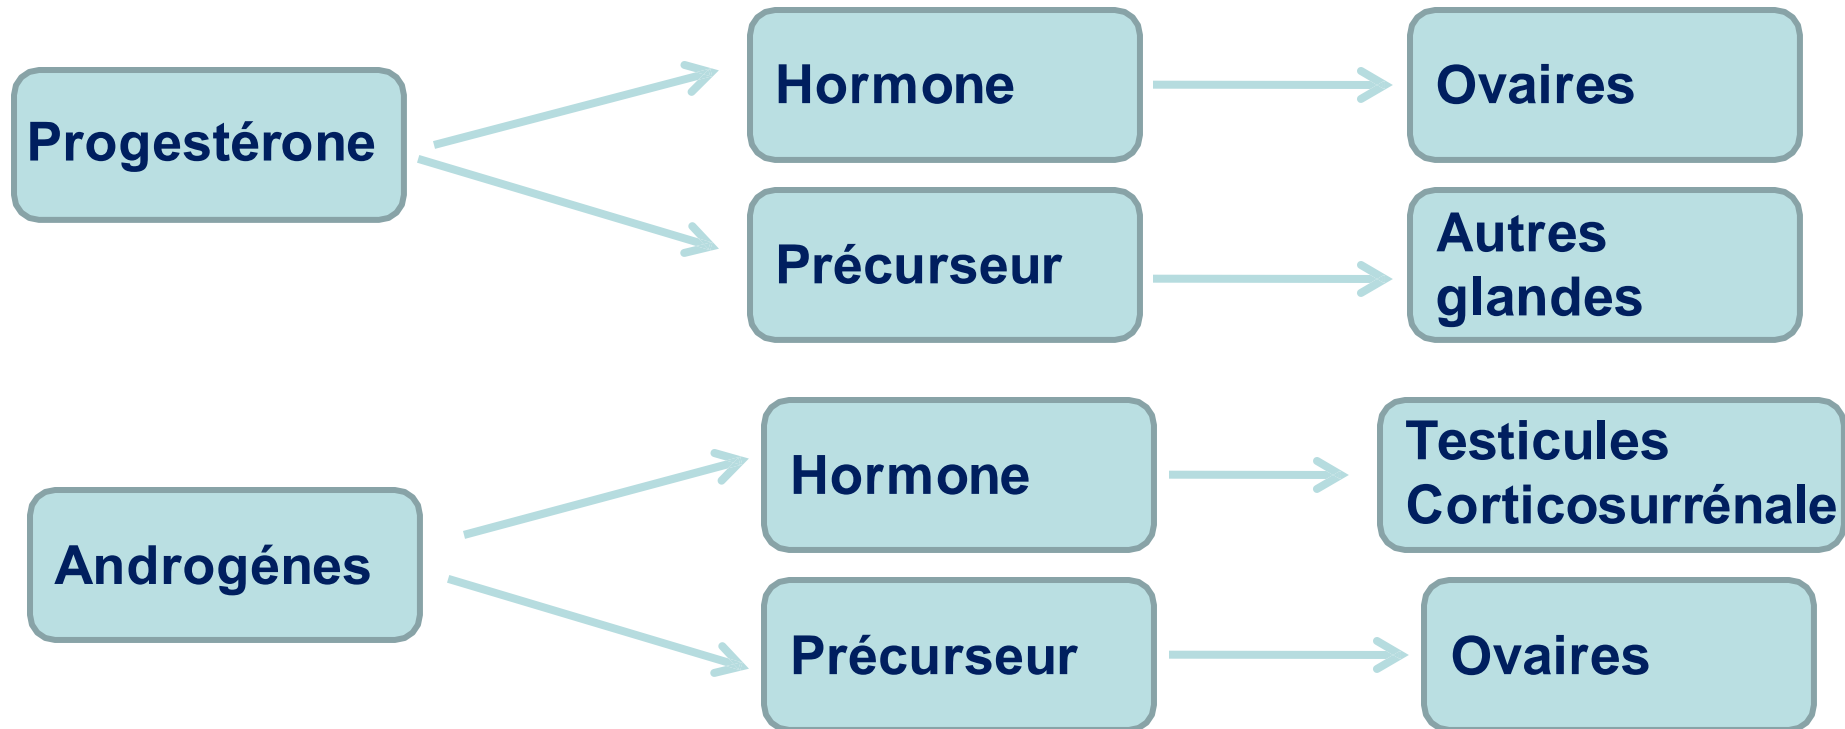 Progestérone
Hormone
Ovaires
Précurseur
Autres
glandes
Androgénes
Hormone
Testicules
Corticosurrénale
Précurseur
Ovaires